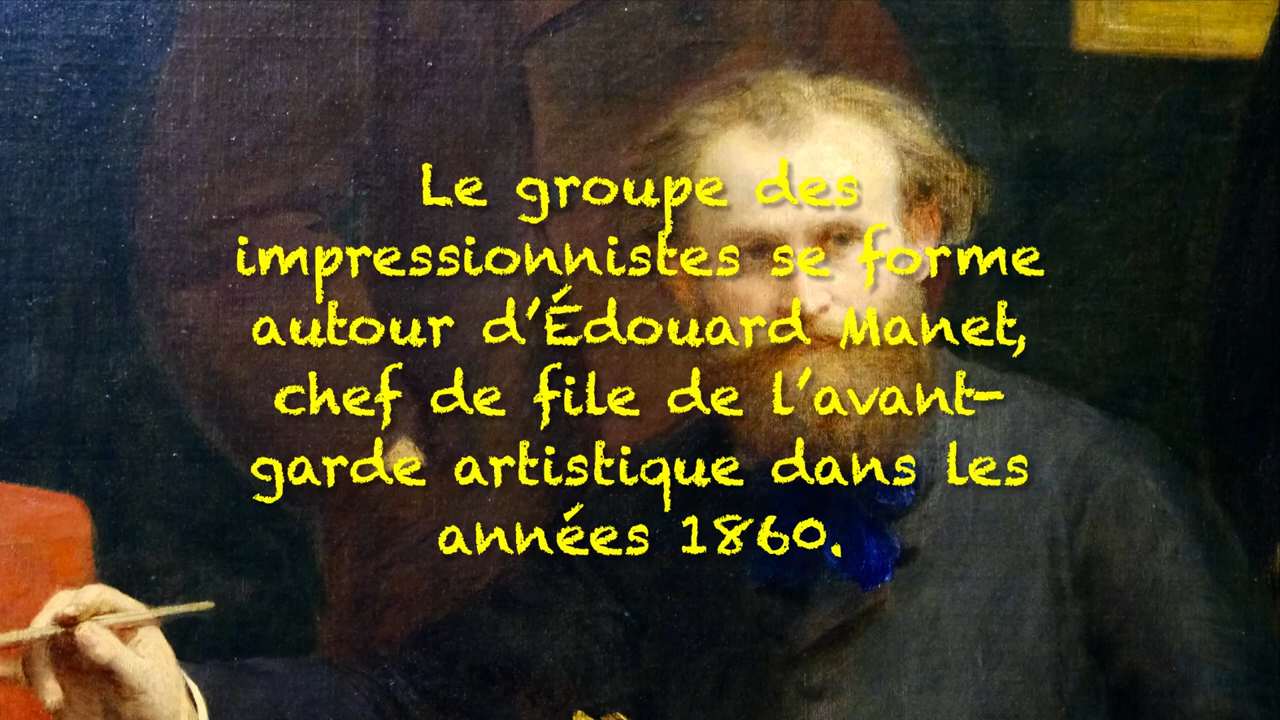 Le groupe des
impressionnistes se forme
autour d’Édouard Manet,
chef de file de l’avant-
garde artistique dans les
années 1860.